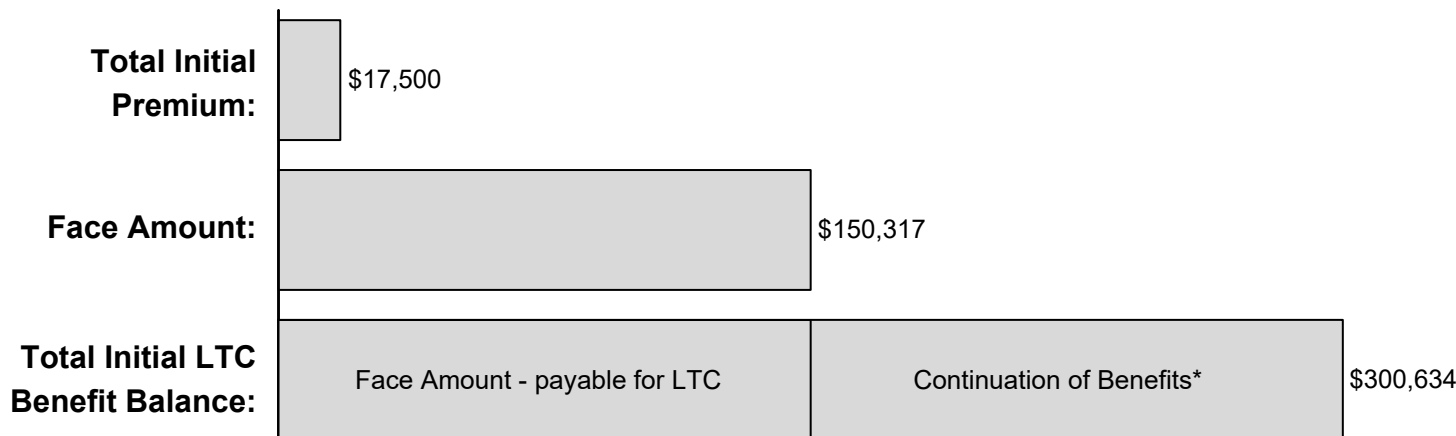 Total Initial
Premium:
$17,500
Face Amount:
$150,317
Total Initial LTC
Benefit Balance:
Face Amount - payable for LTC
Continuation of Benefits*
$300,634